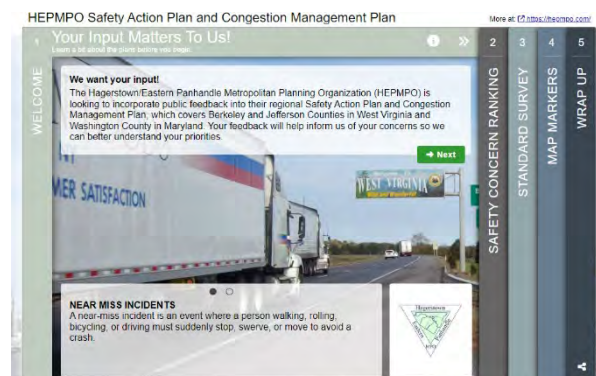 HEPMPO Safety Action Plan and Congestion Management Plan
More at: https://heompo.com/
1
Your Input Matters To Us!
Learn a bit about the plans before you begin.
WELCOME
We want your input!
The Hagerstown/Eastern Panhandle Metropolitan Planning Organization (HEPMPO) is
looking to incorporate public feedback into their regional Safety Action Plan and Congestion
Management Plan, which covers Berkeley and Jefferson Counties in West Virginia and
Washington County in Maryland. Your feedback will help inform us of your concerns so we
can better understand your priorities.
Next
MER SATISFACTION
WEST VIRGINIA
NEAR MISS INCIDENTS
A near-miss incident is an event where a person walking, rolling,
bicycling, or driving must suddenly stop, swerve, or move to avoid a
crash.
Hagerstown
2
SAFETY CONCERN RANKING
3
STANDARD SURVEY
4
MAP MARKERS
5
WRAP UP